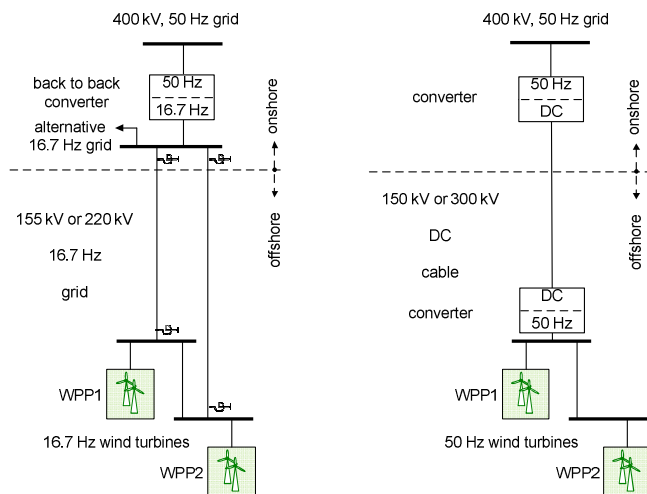 400 kV, 50 Hz grid
50 Hz
16.7 Hz
back to back
converter
alternative
16.7 Hz grid
onshore
offshore
155 kV or 220 kV
16.7 Hz
grid
WPP1
16.7 Hz wind turbines
WPP2
400 kV, 50 Hz grid
converter
50 Hz
DC
onshore
offshore
150 kV or 300 kV
DC
cable
converter
DC
50 Hz
WPP1
50 Hz wind turbines
WPP2